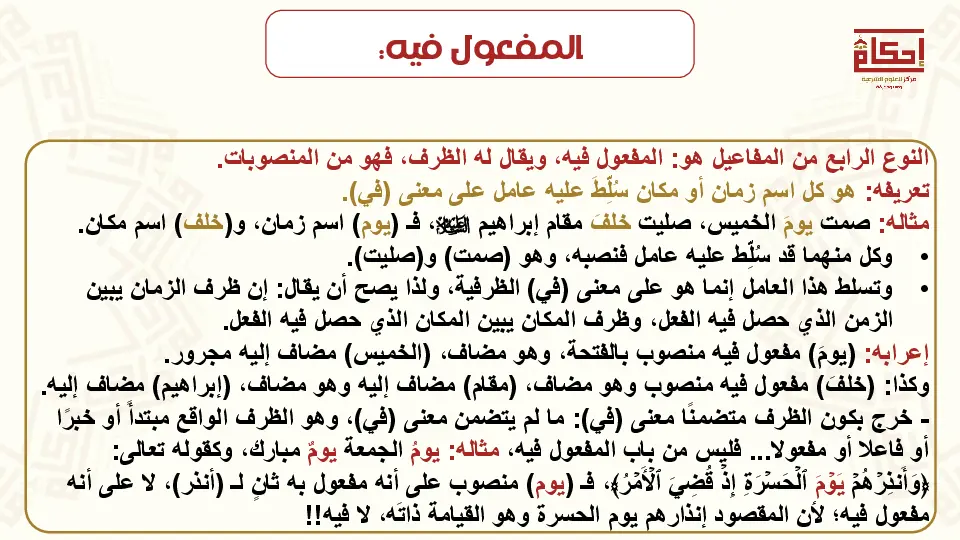 المفعول فيه:
إحكام
مركز للعلوم الشرعية
النوع الرابع من المفاعيل هو: المفعول فيه، ويقال له الظرف، فهو من المنصوبات.
تعريفه: هو كل اسم زمان أو مكان سُلِّطَ عليه عامل على معنى (في).
مثاله: صمت يومَ الخميس، صليت خلفَ مقام إبراهيم، فـ (يوم) اسم زمان، و(خلف) اسم مكان.
• وكل منهما قد سُلِّط عليه عامل فنصبه، وهو (صمت) و(صليت).
• وتسلط هذا العامل إنما هو على معنى (في) الظرفية، ولذا يصح أن يقال: إن ظرف الزمان يبين
الزمن الذي حصل فيه الفعل، وظرف المكان يبين المكان الذي حصل فيه الفعل.
إعرابه: (يومَ) مفعول فيه منصوب بالفتحة، وهو مضاف، (الخميس) مضاف إليه مجرور.
وكذا: (خلفَ) مفعول فيه منصوب وهو مضاف، (مقام) مضاف إليه وهو مضاف، (إبراهيم) مضاف إليه.
- خرج بكون الظرف متضمنًا معنى (في): ما لم يتضمن معنى (في)، وهو الظرف الواقع مبتدأً أو خبرًا
أو فاعلا أو مفعولا... فليس من باب المفعول فيه، مثاله: يومُ الجمعة يومٌ مبارك، وكقوله تعالى:
﴿وَأَنذِرۡهُمۡ يَوۡمَ ٱلۡحَسۡرَةِ إِذۡ قُضِيَ ٱلۡأَمۡرُ﴾، فـ (يوم) منصوب على أنه مفعول به ثانٍ لـ (أنذر)، لا على أنه
مفعول فيه؛ لأن المقصود إنذارهم يوم الحسرة وهو القيامة ذاتَه، لا فيه!!